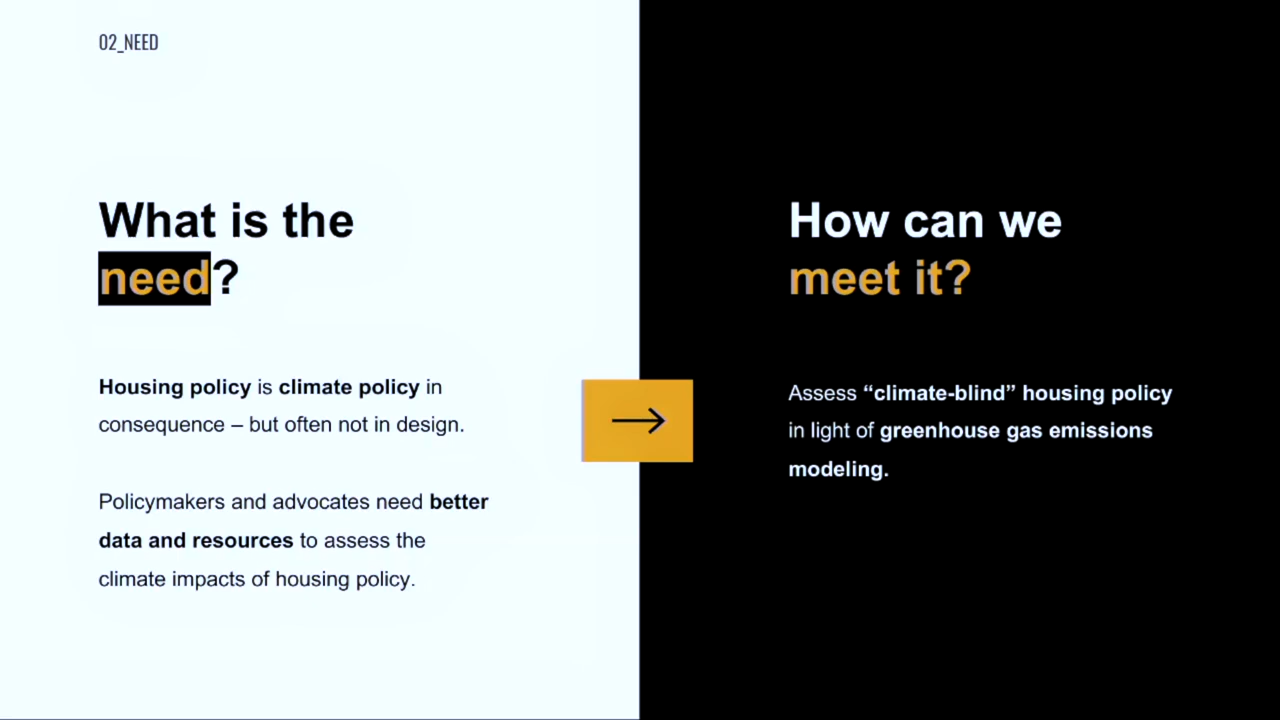 02_NEED
What is the
need?
Housing policy is climate policy in
consequence – but often not in design.
Policymakers and advocates need better
data and resources to assess the
climate impacts of housing policy.
How can we
meet it?
Assess “climate-blind” housing policy
in light of greenhouse gas emissions
modeling.